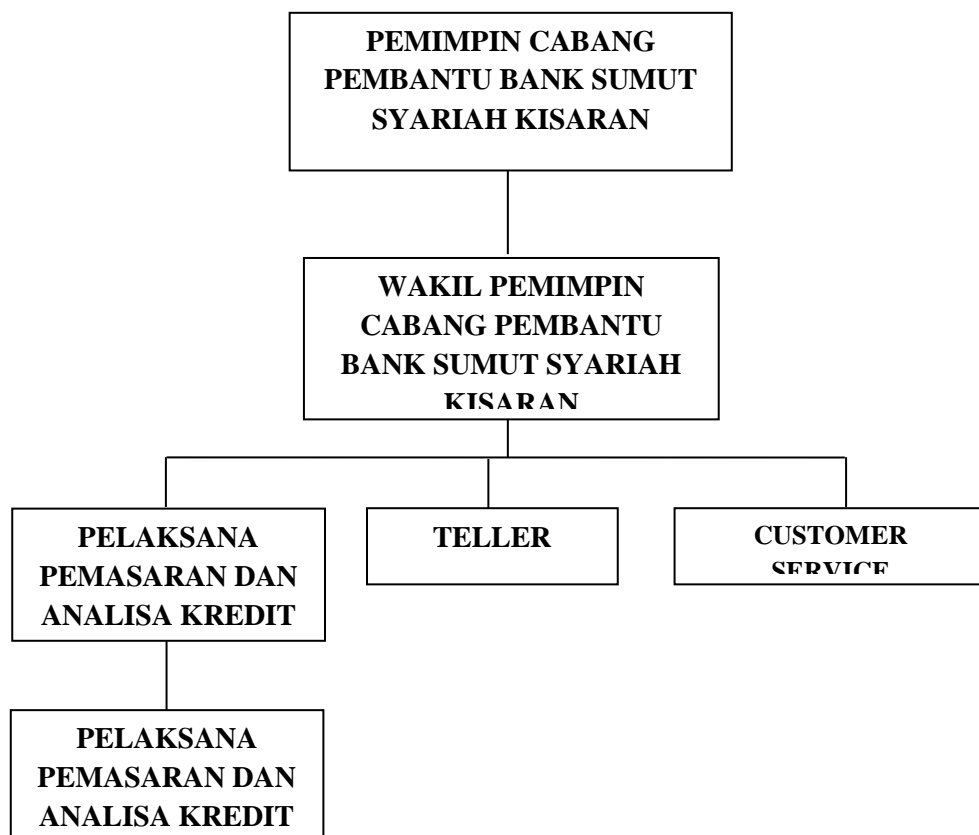 PEMIMPIN CABANG
PEMBANTU BANK SUMUT
SYARIAH KISARAN
WAKIL PEMIMPIN
CABANG PEMBANTU
BANK SUMUT SYARIAH
KISARAN
PELAKSANA
PEMASARAN DAN
ANALISA KREDIT
TELLER
CUSTOMER
SERVICE
PELAKSANA
PEMASARAN DAN
ANALISA KREDIT